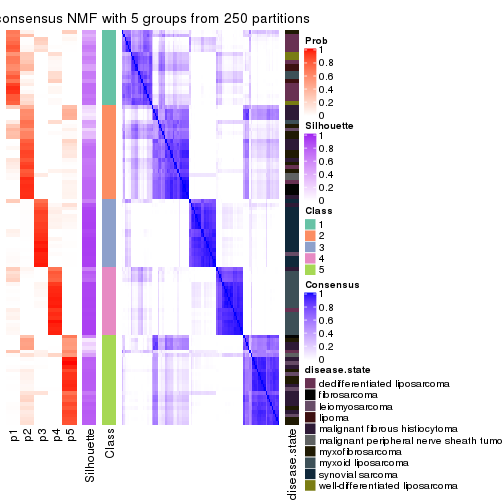 consensus NMF with 5 groups from 250 partitions
Prob
1
0.8
0.6
0.4
0.2
0
Silhouette
1
0.8
0.6
0.4
0.2
0
Class
1
2
3
4
5
Consensus
1
0.8
0.6
0.4
0.2
0
disease.state
dedifferentiated liposarcoma
fibrosarcoma
leiomyosarcoma
lipoma
malignant fibrous histiocytoma
malignant peripheral nerve sheath tumo
myxofibrosarcoma
myxoid liposarcoma
synovial sarcoma
well-differentiated liposarcoma
p1
p2
p3
p4
p5
Silhouette
Class
disease.state